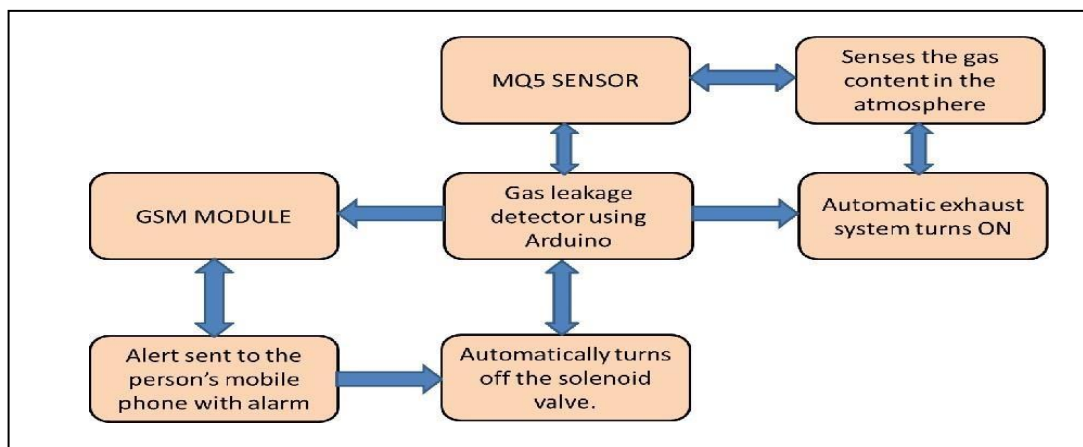 MQ5 SENSOR
Senses the gas
content in the
atmosphere
GSM MODULE
Gas leakage
detector using
Arduino
Automatic exhaust
system turns ON
Alert sent to the
person’s mobile
phone with alarm
Automatically turns
off the solenoid
valve.